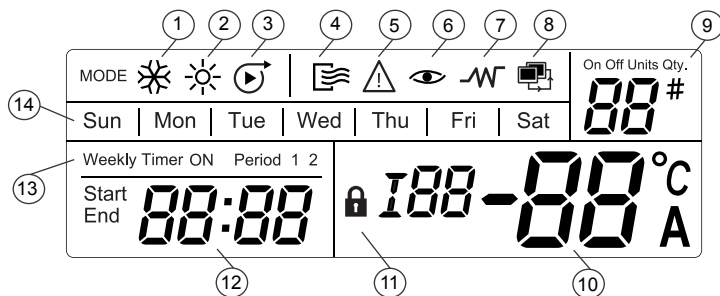 1 2 3 4 5 6 7 8 9
MODE On Off Units Qty.
88 #
14
Sun Mon Tue Wed Thu Fri Sat
13
Weekly Timer ON Period 1 2
Start
End
88:88
188 -88 °C
A
12 11 10